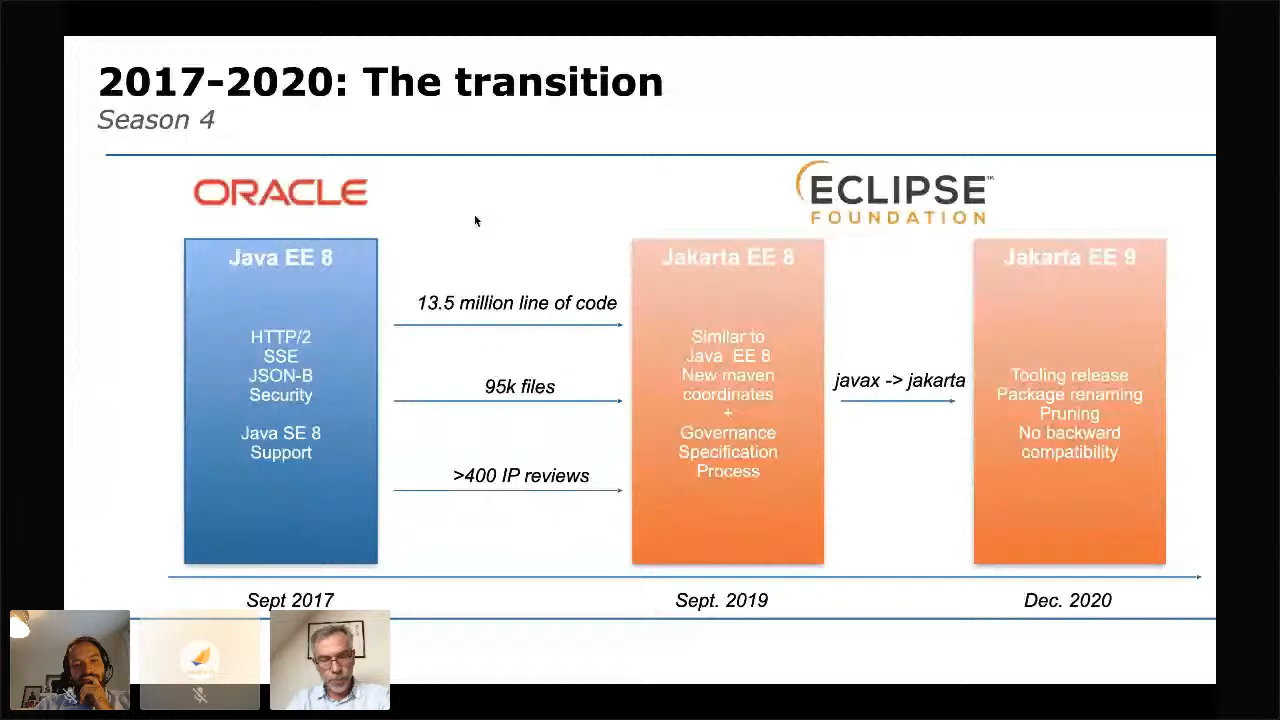 2017-2020: The transition
Season 4
ORACLE
ECLIPSE™
FOUNDATION
Java EE 8
HTTP/2
SSE
JSON-B
Security
Java SE 8
Support
13.5 million line of code
95k files
>400 IP reviews
Jakarta EE 8
Similar to
Java EE 8
New maven
coordinates
+
Governance
Specification
Process
javax -> jakarta
Jakarta EE 9
Tooling release
Package renaming
Pruning
No backward
compatibility
Sept 2017
Sept. 2019
Dec. 2020